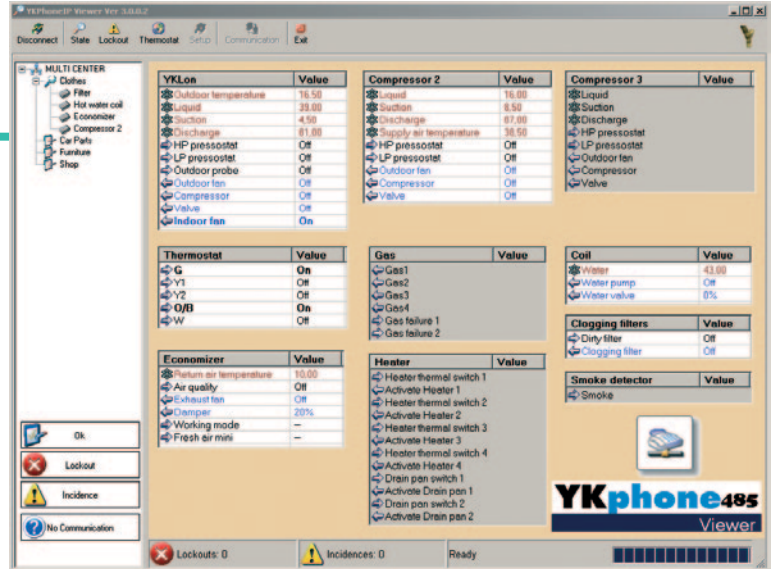 YKPhoneIP Viewer Ver 3.0.0.2
Disconnect State Lockout Thermostat Setup Communication Exit
MULTI CENTER
Clothes
Filter
Hot water coil
Economizer
Compressor 2
Car Parts
Furniture
Shop
Ok
Lockout
Incidence
No Communication
YKLon Value
Outdoor temperature 16,50
Liquid 39,00
Suction 4,50
Discharge 81,00
HP pressostat Off
LP pressostat Off
Outdoor probe Off
Outdoor fan Off
Compressor Off
Valve Off
Indoor fan On
Compressor 2 Value
Liquid 16,00
Suction 8,50
Discharge 87,00
Supply air temperature 38,50
HP pressostat Off
LP pressostat Off
Outdoor fan Off
Compressor Off
Valve Off
Compressor 3 Value
Liquid
Suction
Discharge
HP pressostat
LP pressostat
Outdoor fan
Compressor
Valve
Thermostat Value
G On
Y1 Off
Y2 Off
O/B On
W Off
Gas Value
Gas1
Gas2
Gas3
Gas4
Gas failure 1
Gas failure 2
Coil Value
Water 43,00
Water pump Off
Water valve 0%
Clogging filters Value
Dirty filter Off
Clogging filter Off
Economizer Value
Return air temperature 10,00
Air quality Off
Exhaust fan Off
Damper 20%
Working mode –
Fresh air mini –
Heater Value
Heater thermal switch 1
Activate Heater 1
Heater thermal switch 2
Activate Heater 2
Heater thermal switch 3
Activate Heater 3
Heater thermal switch 4
Activate Heater 4
Drain pan switch 1
Activate Drain pan 1
Drain pan switch 2
Activate Drain pan 2
Smoke detector Value
Smoke
YKphone485
Viewer
Lockouts: 0 Incidences: 0 Ready